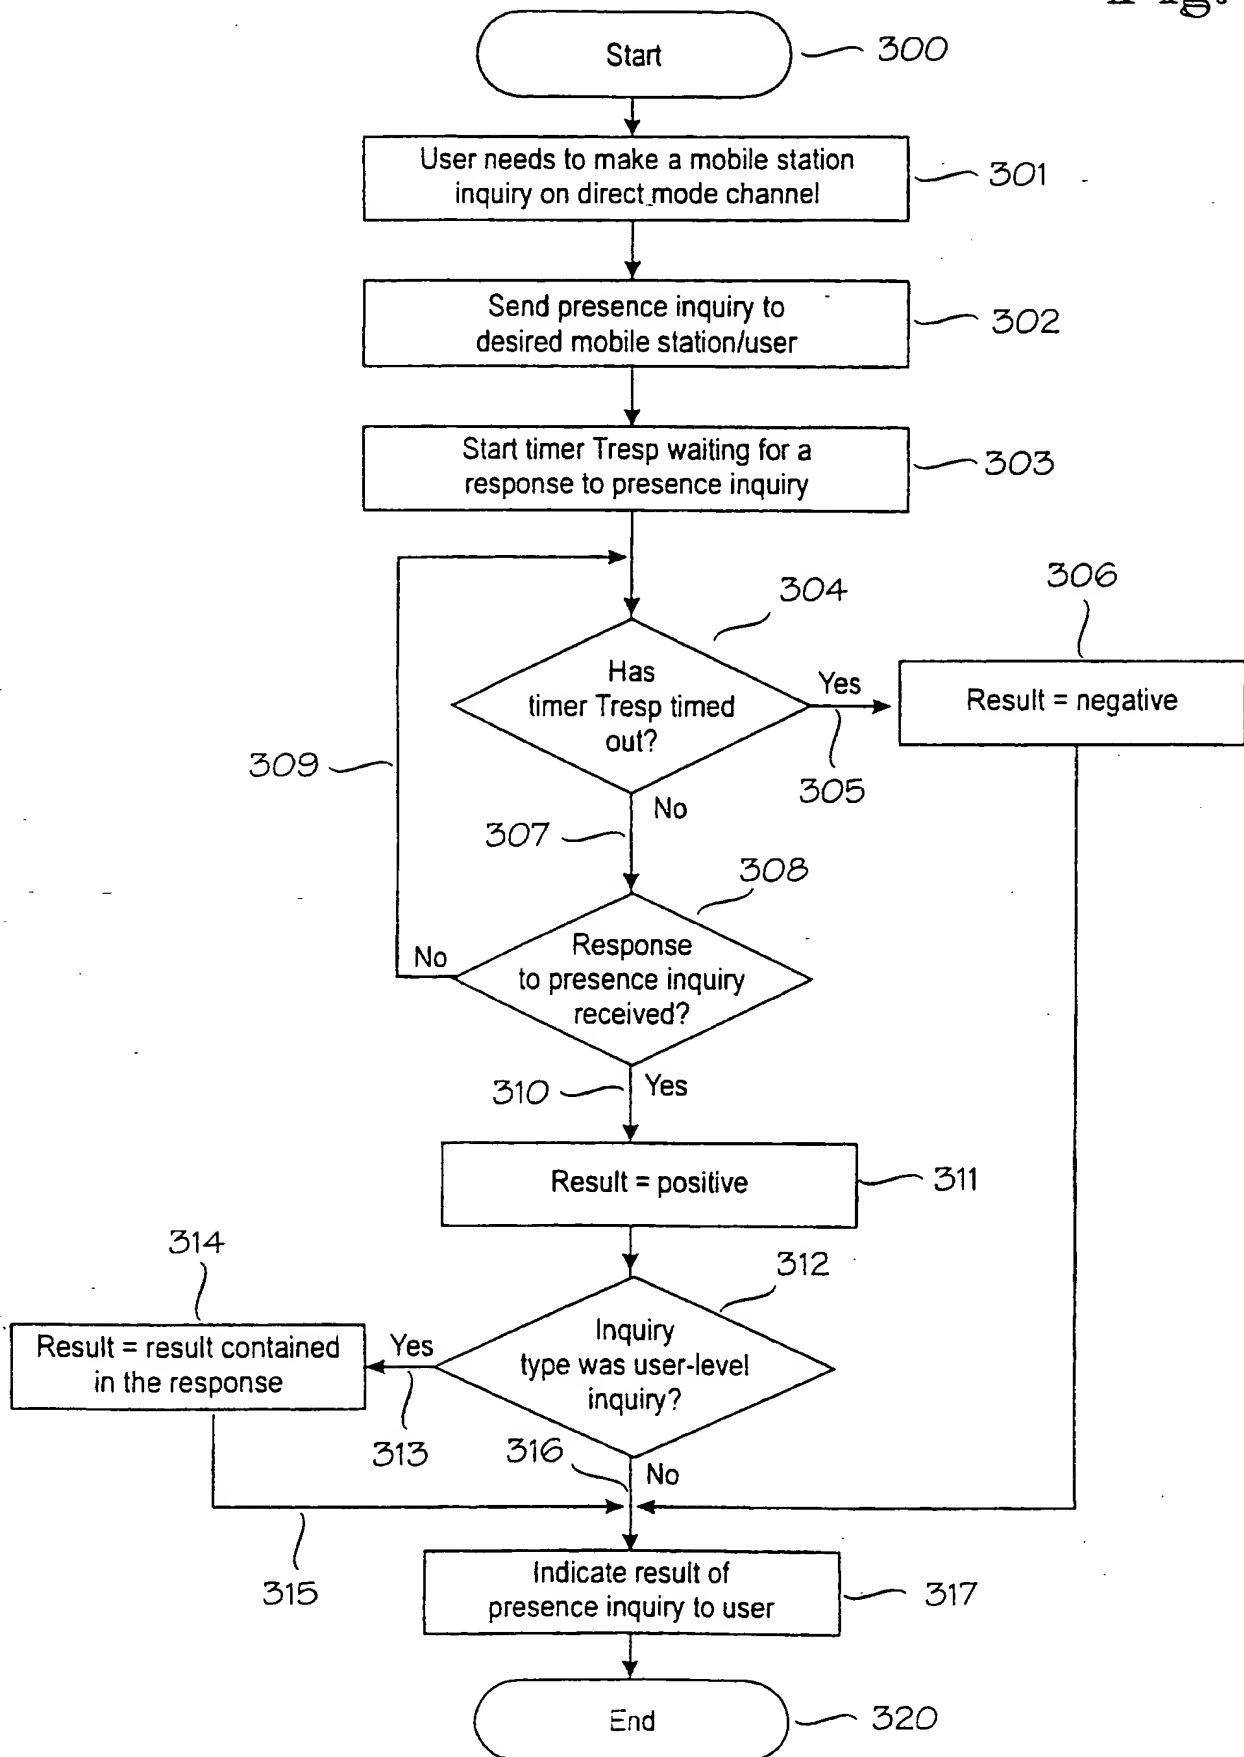 Fig.
Start
300
User needs to make a mobile station
inquiry on direct mode channel
301
Send presence inquiry to
desired mobile station/user
302
Start timer Tresp waiting for a
response to presence inquiry
303
304
306
Has
timer Tresp timed
out?
Yes
305
Result = negative
309
No
307
308
Response
to presence inquiry
received?
No
310
Yes
Result = positive
311
314
312
Result = result contained
in the response
Yes
313
Inquiry
type was user-level
inquiry?
316
No
315
Indicate result of
presence inquiry to user
317
End
320